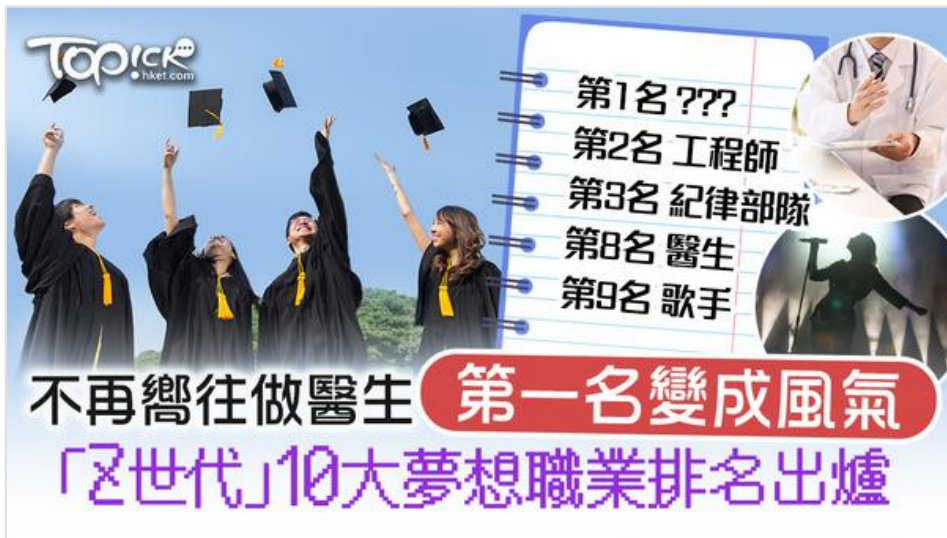 TOPick
hket.com
第1名 ???
第2名 工程師
第3名 紀律部隊
第8名 醫生
第9名 歌手
不再嚮往做醫生 第一名變成風氣
「Z世代」10大夢想職業排名出爐